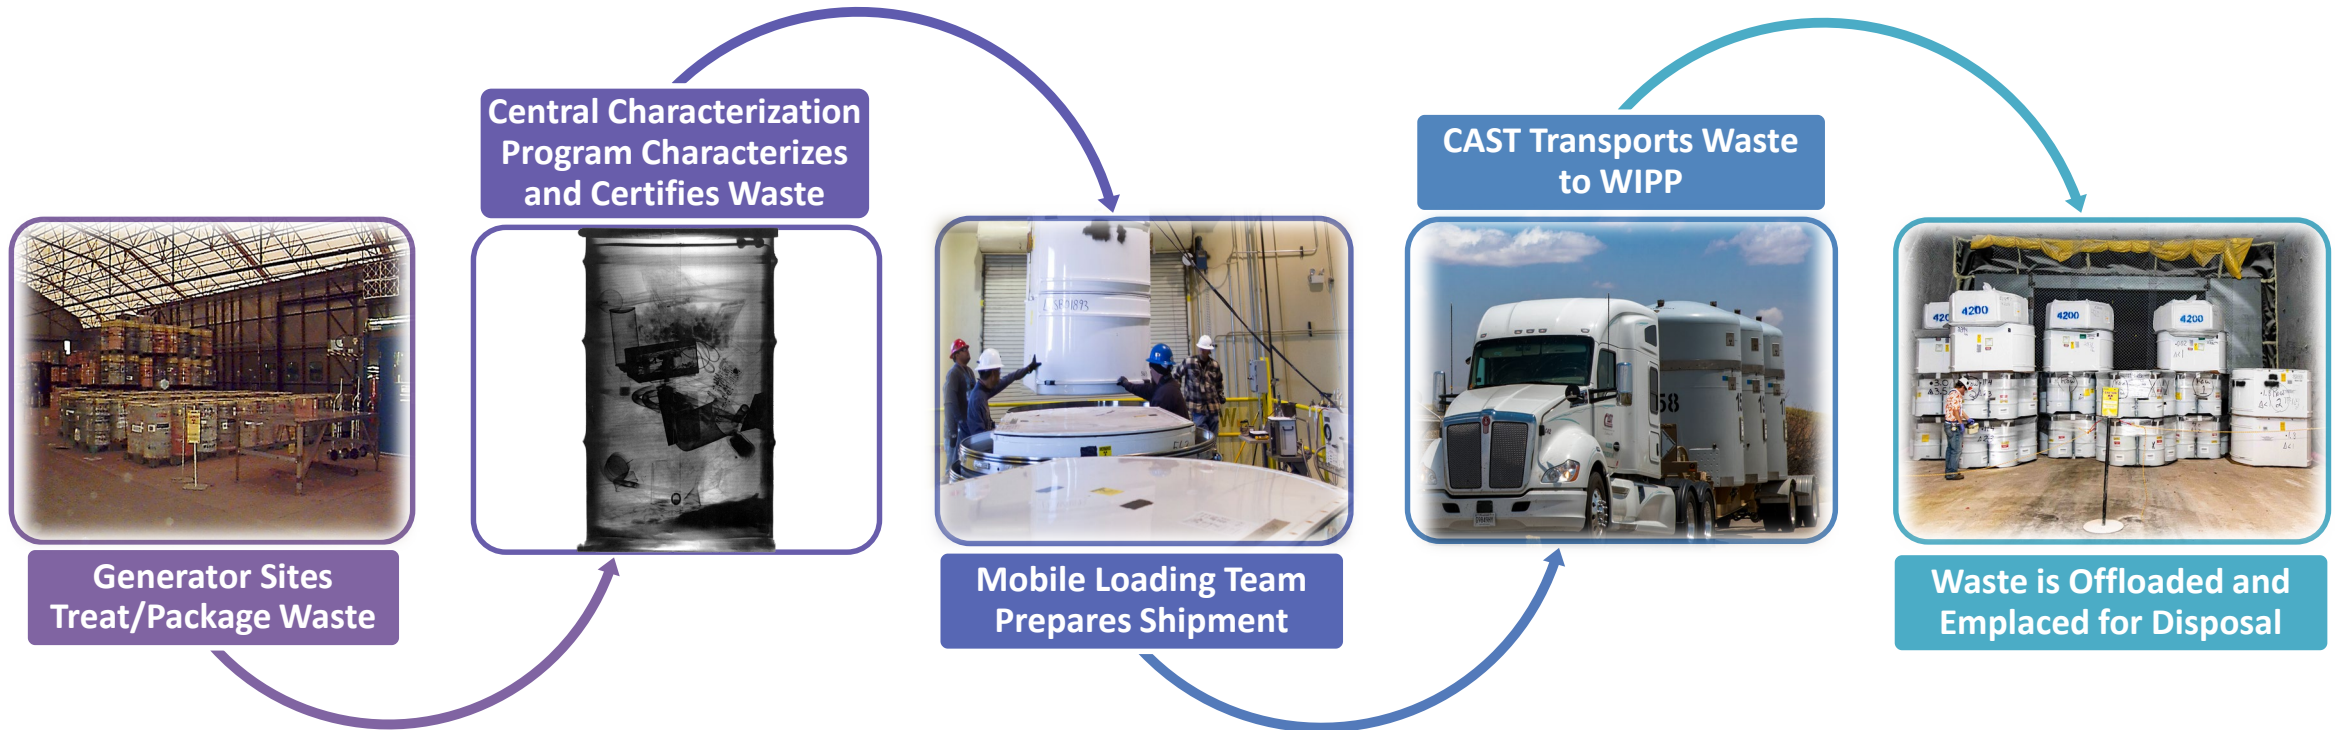 Generator Sites
Treat/Package Waste
Central Characterization
Program Characterizes
and Certifies Waste
Mobile Loading Team
Prepares Shipment
CAST Transports Waste
to WIPP
58
Waste is Offloaded and
Emplaced for Disposal
4200
4200
4200